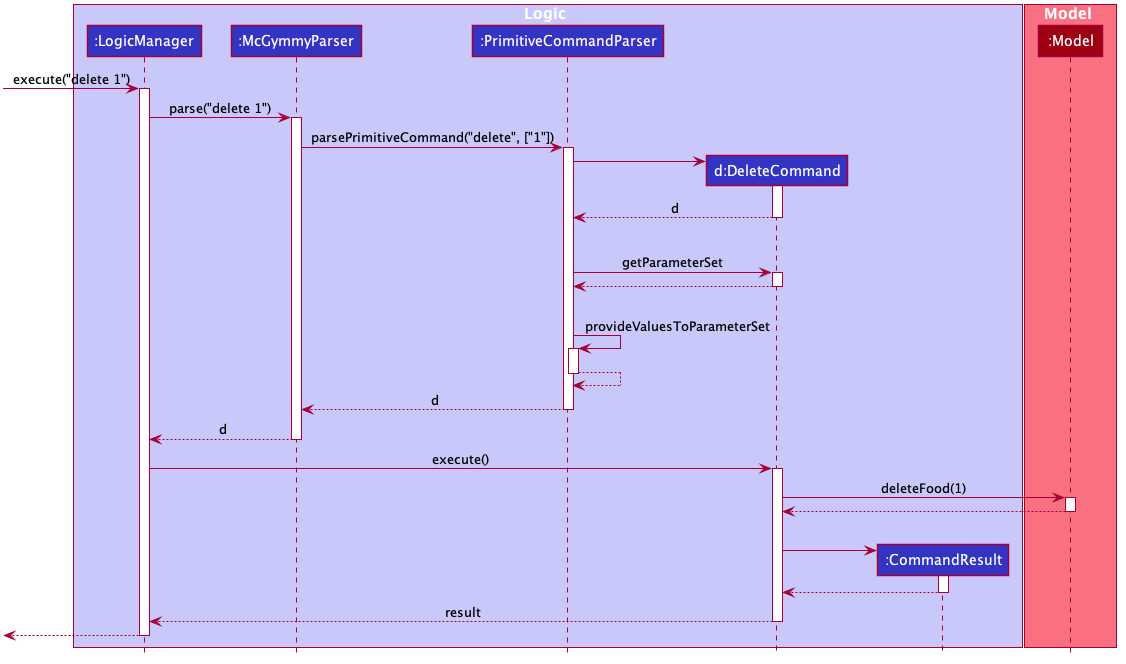 Logic
Model
:LogicManager
:McGymmyParser
:PrimitiveCommandParser
:Model
execute("delete 1")
parse("delete 1")
parsePrimitiveCommand("delete", ["1"])
d:DeleteCommand
d
getParameterSet
provideValuesToParameterSet
d
d
execute()
deleteFood(1)
:CommandResult
result